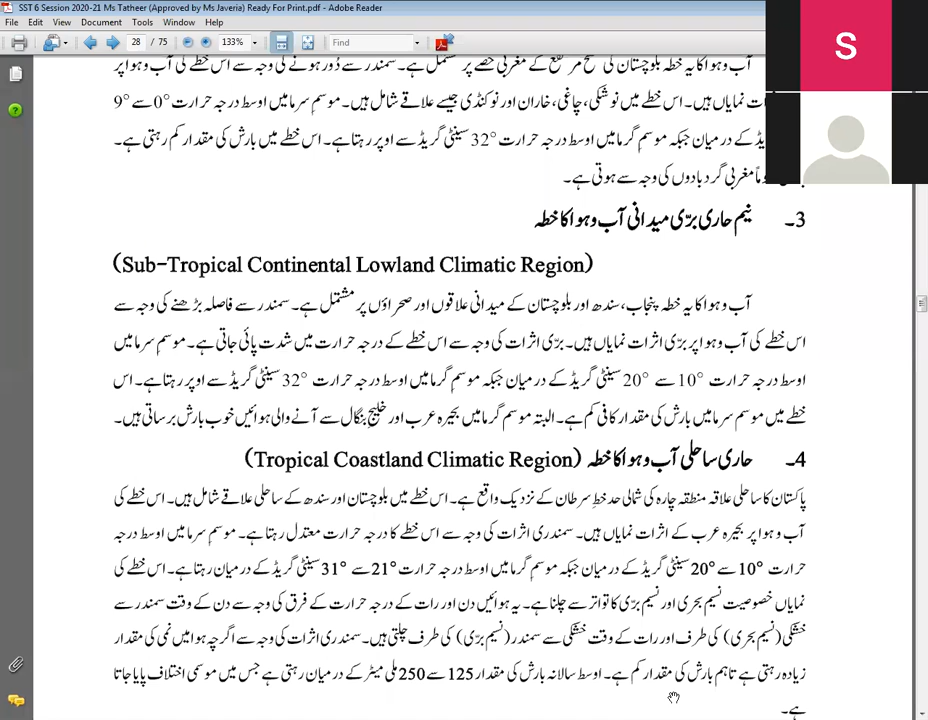 SST 6 Session 2020-21 Ms Tatheer (Approved by Ms Javeria) Ready For Print.pdf - Adobe Reader
File Edit View Document Tools Window Help
28 / 75 133% Find
S
آب و ہوا کا یہ خطہ بلوچستان کی سطح مرتفع کے مغربی حصے پر مشتمل ہے۔ سمندر سے دُور ہونے کی وجہ سے اس خطے کی آب و ہوا پر
ات نمایاں ہیں۔ اس خطے میں نوشکی، چاغی، خاران اور نوکنڈی جیسے علاقے شامل ہیں۔ موسمِ سرما میں اوسط درجہ حرارت 0° سے 9°
یڈ کے درمیان جبکہ موسم گرما میں اوسط درجہ حرارت 32° سینٹی گریڈ سے اوپر رہتا ہے۔ اس خطے میں بارش کی مقدار کم رہتی ہے۔
مغربی گردبادوں کی وجہ سے ہوتی ہے۔
3۔ نیم حاری برّی میدانی آب و ہوا کا خطہ
(Sub-Tropical Continental Lowland Climatic Region)
آب و ہوا کا یہ خطہ پنجاب، سندھ اور بلوچستان کے میدانی علاقوں اور صحراؤں پر مشتمل ہے۔ سمندر سے فاصلہ بڑھنے کی وجہ سے
اس خطے کی آب و ہوا پر برّی اثرات نمایاں ہیں۔ برّی اثرات کی وجہ سے اس خطے کے درجہ حرارت میں شدت پائی جاتی ہے۔ موسمِ سرما میں
اوسط درجہ حرارت 10° سے 20° سینٹی گریڈ کے درمیان جبکہ موسمِ گرما میں اوسط درجہ حرارت 32° سینٹی گریڈ سے اوپر رہتا ہے۔ اس
خطے میں موسم سرما میں بارش کی مقدار کافی کم ہے۔ البتہ موسم گرما میں بحیرہ عرب اور خلیج بنگال سے آنے والی ہوائیں خوب بارش برساتی ہیں۔
4۔ حاری ساحلی آب و ہوا کا خطہ (Tropical Coastland Climatic Region)
پاکستان کا ساحلی علاقہ منطقہ حارہ کی شمالی حد خطِ سرطان کے نزدیک واقع ہے۔ اس خطے میں بلوچستان اور سندھ کے ساحلی علاقے شامل ہیں۔ اس خطے کی
آب و ہوا پر بحیرہ عرب کے اثرات نمایاں ہیں۔ سمندری اثرات کی وجہ سے اس خطے کا درجہ حرارت معتدل رہتا ہے۔ موسمِ سرما میں اوسط درجہ
حرارت 10° سے 20° سینٹی گریڈ کے درمیان جبکہ موسمِ گرما میں اوسط درجہ حرارت 21° سے 31° سینٹی گریڈ کے درمیان رہتا ہے۔ اس خطے کی
نمایاں خصوصیت نسیم بحری اور نسیم برّی کا تواتر سے چلنا ہے۔ یہ ہوائیں دن اور رات کے درجہ حرارت کے فرق کی وجہ سے دن کے وقت سمندر سے
خشکی (نسیم بحری) کی طرف اور رات کے وقت خشکی سے سمندر (نسیم برّی) کی طرف چلتی ہیں۔ سمندری اثرات کی وجہ سے اگرچہ ہوا میں نمی کی مقدار
زیادہ رہتی ہے تاہم بارش کی مقدار کم ہے۔ اوسط سالانہ بارش کی مقدار 125 سے 250 ملی میٹر کے درمیان رہتی ہے جس میں موسمی اختلاف پایا جاتا
ہے۔